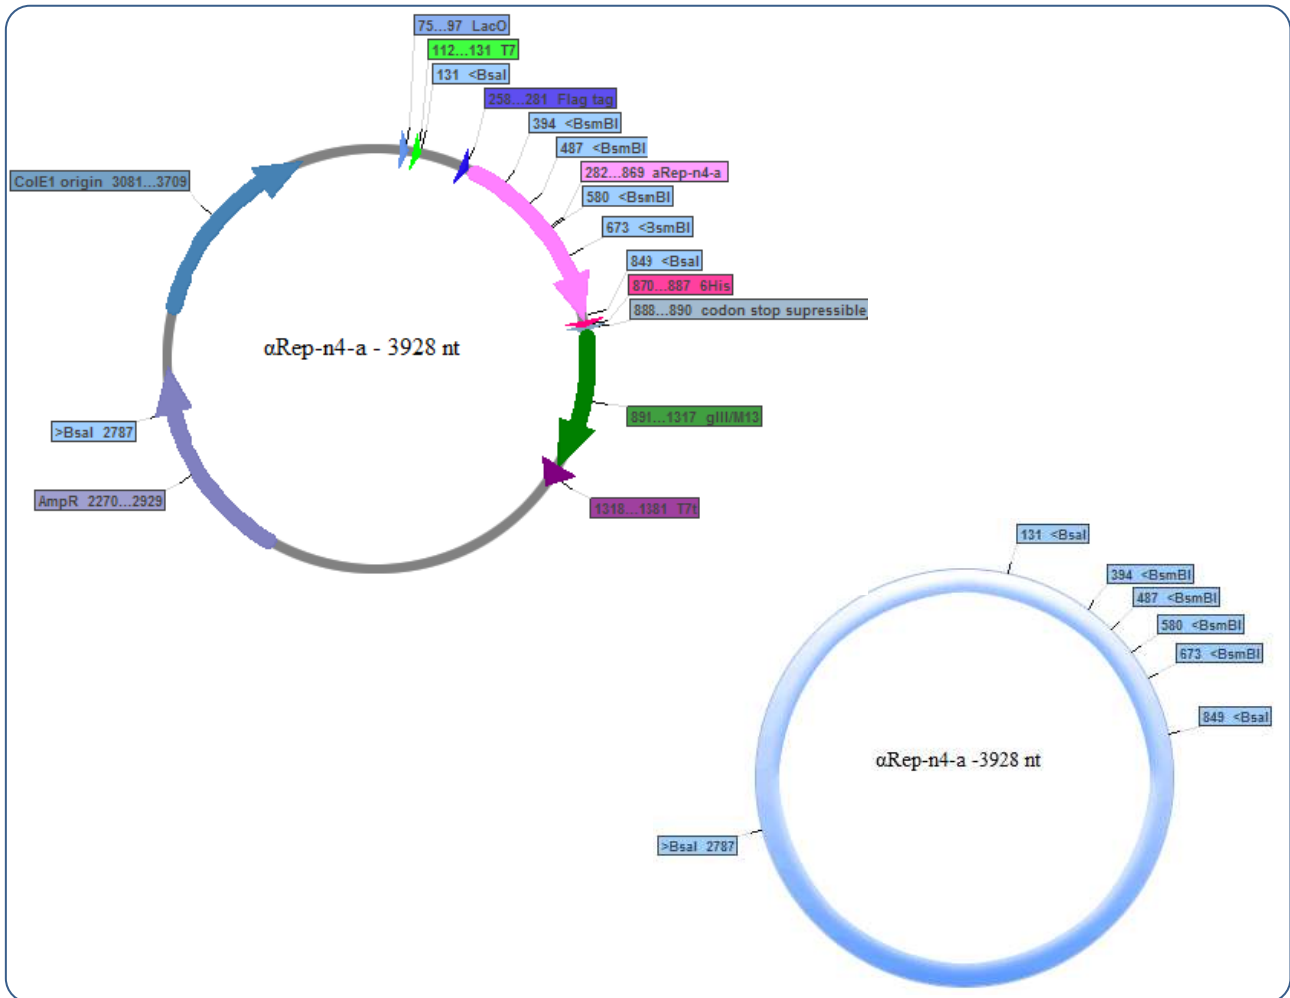 75...97 LacO
112...131 T7
131 <BsaI
258...281 Flag tag
394 <BsmBI
487 <BsmBI
282...869 aRep-n4-a
580 <BsmBI
673 <BsmBI
849 <BsaI
870...887 6His
888...890 codon stop supressible
ColE1 origin 3081...3709
αRep-n4-a - 3928 nt
>BsaI 2787
891...1317 gIII/M13
AmpR 2270...2929
1318...1381 T7t
131 <BsaI
394 <BsmBI
487 <BsmBI
580 <BsmBI
673 <BsmBI
849 <BsaI
αRep-n4-a -3928 nt
>BsaI 2787